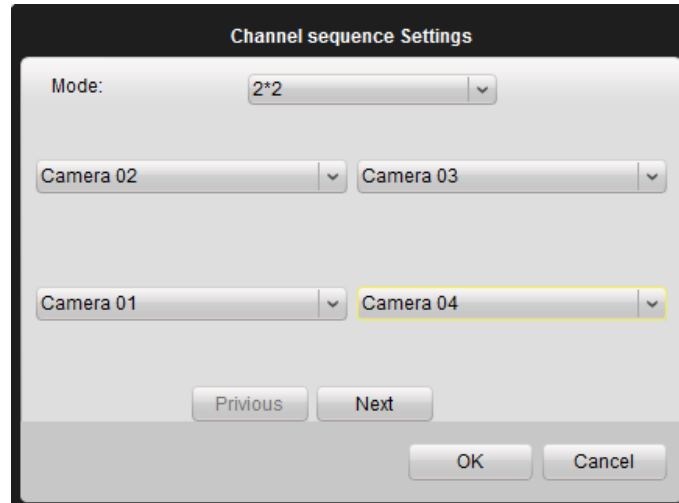 Channel sequence Settings
Mode: 2*2
Camera 02 Camera 03
Camera 01 Camera 04
Privious Next
OK Cancel